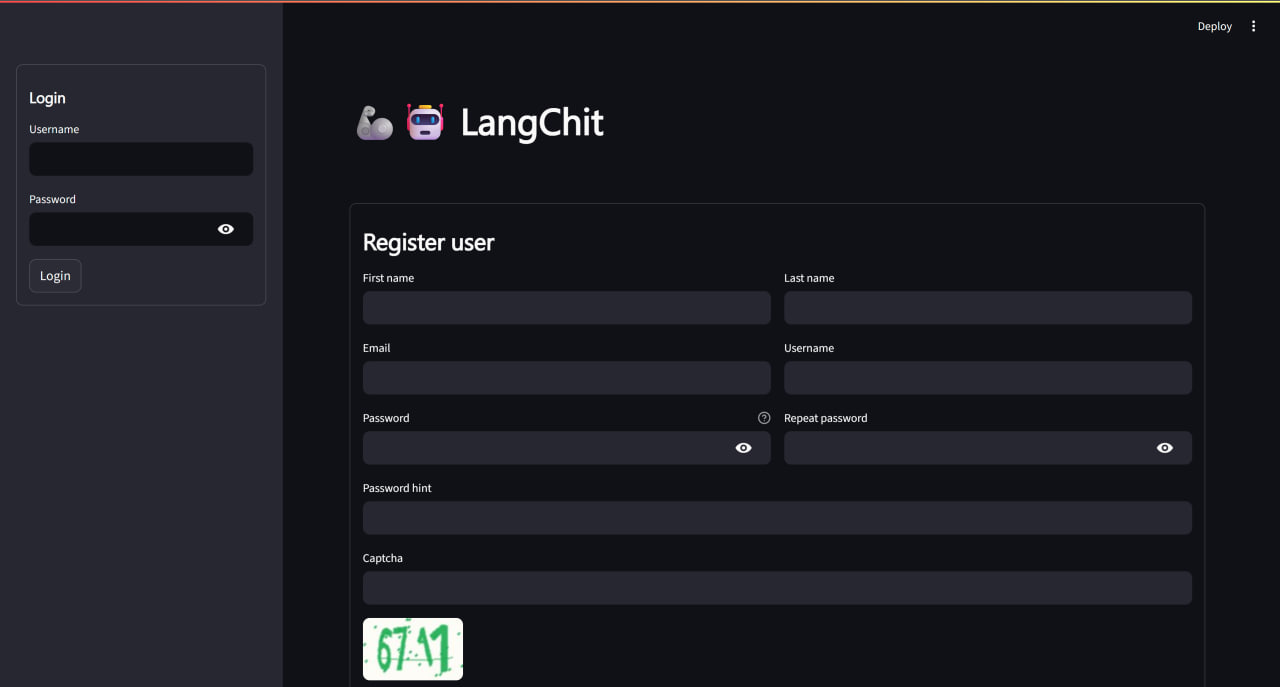 Deploy
Login
Username
Password
Login
LangChit
Register user
First name
Last name
Email
Username
Password
Repeat password
Password hint
Captcha